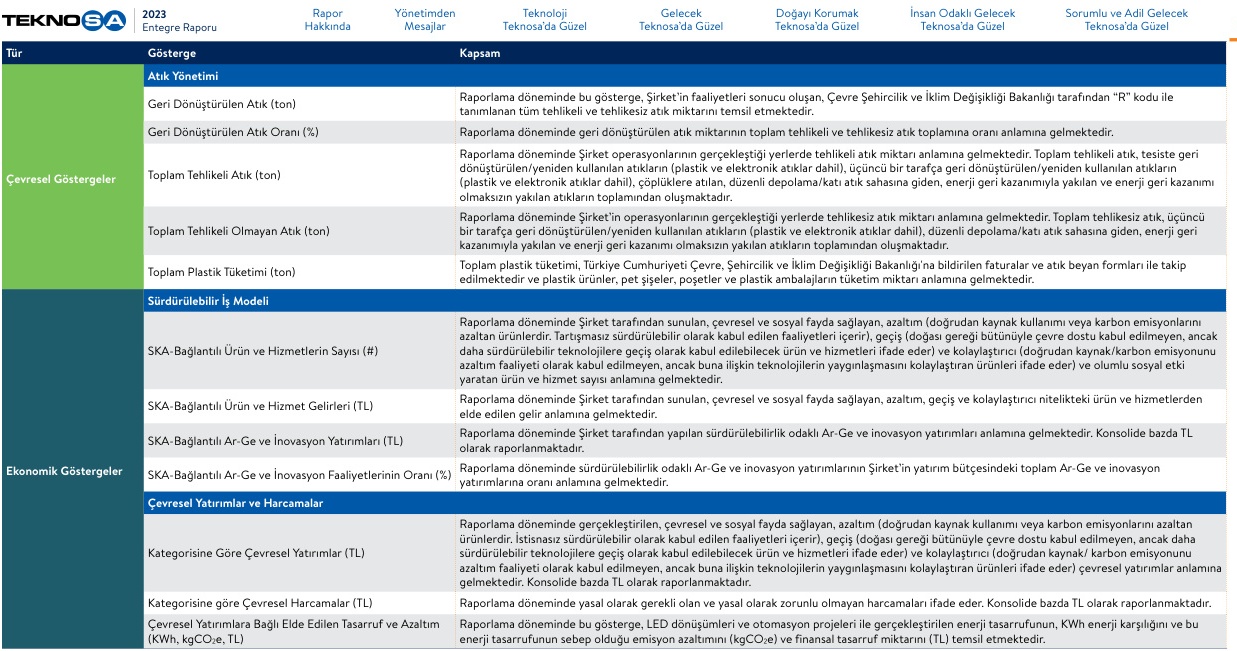 TEKNOSA
2023
Entegre Raporu
Rapor
Hakkında
Yönetimden
Mesajlar
Teknoloji
Teknosa'da Güzel
Gelecek
Teknosa'da Güzel
Doğayı Korumak
Teknosa'da Güzel
İnsan Odaklı Gelecek
Teknosa'da Güzel
Sorumlu ve Adil Gelecek
Teknosa'da Güzel
Tür
Gösterge
Kapsam
Çevresel Göstergeler
Atık Yönetimi
Geri Dönüştürülen Atık (ton)
Raporlama döneminde bu gösterge, Şirket'in faaliyetleri sonucu oluşan, Çevre Şehircilik ve İklim Değişikliği Bakanlığı tarafından "R" kodu ile
tanımlanan tüm tehlikeli ve tehlikesiz atık miktarını temsil etmektedir.
Geri Dönüştürülen Atık Oranı (%)
Raporlama döneminde geri dönüştürülen atık miktarının toplam tehlikeli ve tehlikesiz atık toplamına oranı anlamına gelmektedir.
Toplam Tehlikeli Atık (ton)
Raporlama döneminde Şirket operasyonlarının gerçekleştiği yerlerde tehlikeli atık miktarı anlamına gelmektedir. Toplam tehlikeli atık, tesiste geri
dönüştürülen/yeniden kullanılan atıkların (plastik ve elektronik atıklar dahil), üçüncü bir tarafça geri dönüştürülen/yeniden kullanılan atıkların
(plastik ve elektronik atıklar dahil), çöplüklere atılan, düzenli depolama/katı atık sahasına giden, enerji geri kazanımıyla yakılan ve enerji geri kazanımı
olmaksızın yakılan atıkların toplamından oluşmaktadır.
Toplam Tehlikeli Olmayan Atık (ton)
Raporlama döneminde Şirket'in operasyonlarının gerçekleştiği yerlerde tehlikesiz atık miktarı anlamına gelmektedir. Toplam tehlikesiz atık, üçüncü
bir tarafça geri dönüştürülen/yeniden kullanılan atıkların (plastik ve elektronik atıklar dahil), düzenli depolama/katı atık sahasına giden, enerji geri
kazanımıyla yakılan ve enerji geri kazanımı olmaksızın yakılan atıkların toplamından oluşmaktadır.
Toplam Plastik Tüketimi (ton)
Toplam plastik tüketimi, Türkiye Cumhuriyeti Çevre, Şehircilik ve İklim Değişikliği Bakanlığı'na bildirilen faturalar ve atık beyan formları ile takip
edilmektedir ve plastik ürünler, pet şişeler, poşetler ve plastik ambalajların tüketim miktarı anlamına gelmektedir.
Ekonomik Göstergeler
Sürdürülebilir İş Modeli
SKA-Bağlantılı Ürün ve Hizmetlerin Sayısı (#)
Raporlama döneminde Şirket tarafından sunulan, çevresel ve sosyal fayda sağlayan, azaltım (doğrudan kaynak kullanımı veya karbon emisyonlarını
azaltan ürünlerdir. Tartışmasız sürdürülebilir olarak kabul edilen faaliyetleri içerir), geçiş (doğası gereği bütünüyle çevre dostu kabul edilmeyen, ancak
daha sürdürülebilir teknolojilere geçiş olarak kabul edilebilecek ürün ve hizmetleri ifade eder) ve kolaylaştırıcı (doğrudan kaynak/karbon emisyonunu
azaltım faaliyeti olarak kabul edilmeyen, ancak buna ilişkin teknolojilerin yaygınlaşmasını kolaylaştıran ürünleri ifade eder) ve olumlu sosyal etki
yaratan ürün ve hizmet sayısı anlamına gelmektedir.
SKA-Bağlantılı Ürün ve Hizmet Gelirleri (TL)
Raporlama döneminde Şirket tarafından sunulan, çevresel ve sosyal fayda sağlayan, azaltım, geçiş ve kolaylaştırıcı nitelikteki ürün ve hizmetlerden
elde edilen gelir anlamına gelmektedir.
SKA-Bağlantılı Ar-Ge ve İnovasyon Yatırımları (TL)
Raporlama döneminde Şirket tarafından yapılan sürdürülebilirlik odaklı Ar-Ge ve inovasyon yatırımları anlamına gelmektedir. Konsolide bazda TL
olarak raporlanmaktadır.
SKA-Bağlantılı Ar-Ge ve İnovasyon Faaliyetlerinin Oranı (%)
Raporlama döneminde sürdürülebilirlik odaklı Ar-Ge ve inovasyon yatırımlarının Şirket'in yatırım bütçesindeki toplam Ar-Ge ve inovasyon
yatırımlarına oranı anlamına gelmektedir.
Çevresel Yatırımlar ve Harcamalar
Kategorisine Göre Çevresel Yatırımlar (TL)
Raporlama döneminde gerçekleştirilen, çevresel ve sosyal fayda sağlayan, azaltım (doğrudan kaynak kullanımı veya karbon emisyonlarını azaltan
ürünlerdir. İstisnasız sürdürülebilir olarak kabul edilen faaliyetleri içerir), geçiş (doğası gereği bütünüyle çevre dostu kabul edilmeyen, ancak daha
sürdürülebilir teknolojilere geçiş olarak kabul edilebilecek ürün ve hizmetleri ifade eder) ve kolaylaştırıcı (doğrudan kaynak/ karbon emisyonunu
azaltım faaliyeti olarak kabul edilmeyen, ancak buna ilişkin teknolojilerin yaygınlaşmasını kolaylaştıran ürünleri ifade eder) çevresel yatırımlar anlamına
gelmektedir. Konsolide bazda TL olarak raporlanmaktadır.
Kategorisine göre Çevresel Harcamalar (TL)
Raporlama döneminde yasal olarak gerekli olan ve yasal olarak zorunlu olmayan harcamaları ifade eder. Konsolide bazda TL olarak raporlanmaktadır.
Çevresel Yatırımlara Bağlı Elde Edilen Tasarruf ve Azaltım
(KWh, kgCO₂e, TL)
Raporlama döneminde bu gösterge, LED dönüşümleri ve otomasyon projeleri ile gerçekleştirilen enerji tasarrufunun, KWh enerji karşılığını ve bu
enerji tasarrufunun sebep olduğu emisyon azaltımını (kgCO₂e) ve finansal tasarruf miktarını (TL) temsil etmektedir.